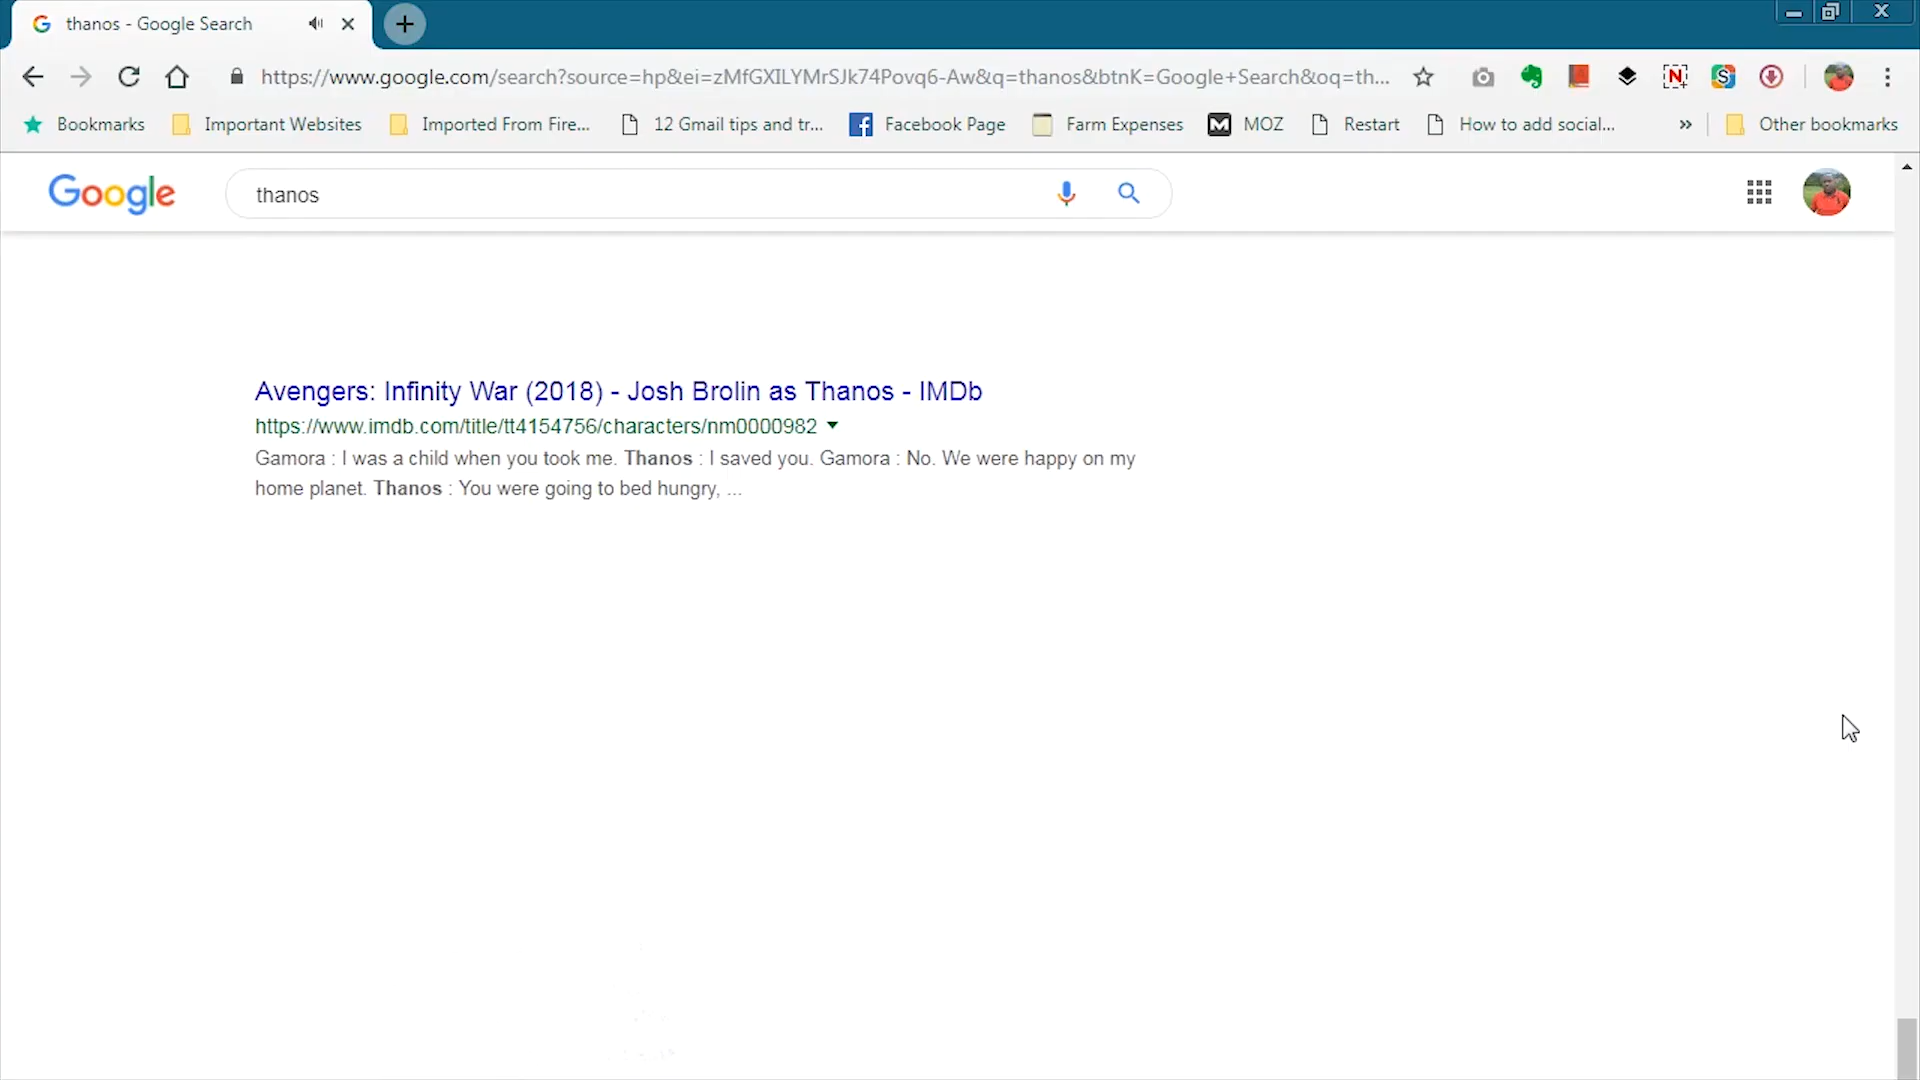 thanos - Google Search
https://www.google.com/search?source=hp&ei=zMfGXILYMrSJk74Povq6-Aw&q=thanos&btnK=Google+Search&oq=th...
Bookmarks Important Websites Imported From Fire... 12 Gmail tips and tr... Facebook Page Farm Expenses MOZ Restart How to add social... » Other bookmarks
Google thanos
Avengers: Infinity War (2018) - Josh Brolin as Thanos - IMDb
https://www.imdb.com/title/tt4154756/characters/nm0000982
Gamora : I was a child when you took me. Thanos : I saved you. Gamora : No. We were happy on my
home planet. Thanos : You were going to bed hungry, ...